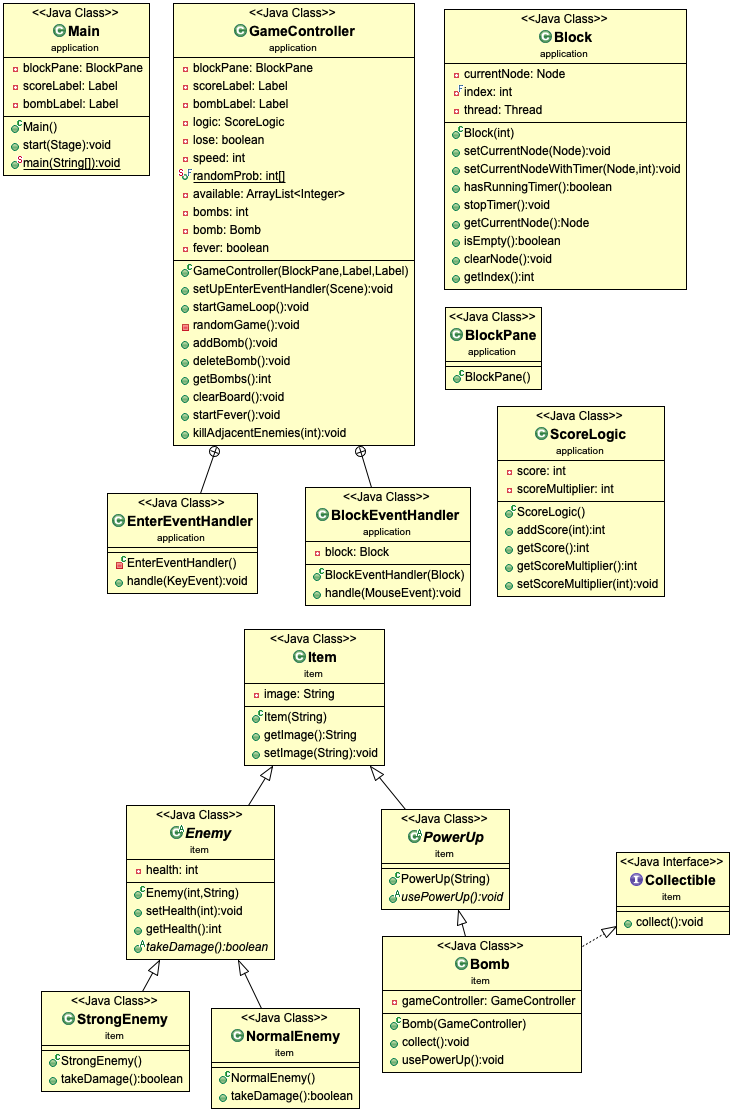 <<Java Class>>
Main
application
blockPane: BlockPane
scoreLabel: Label
bombLabel: Label
Main()
start(Stage):void
main(String[]):void
<<Java Class>>
GameController
application
blockPane: BlockPane
scoreLabel: Label
bombLabel: Label
logic: ScoreLogic
lose: boolean
speed: int
randomProb: int[]
available: ArrayList<Integer>
bombs: int
bomb: Bomb
fever: boolean
GameController(BlockPane,Label,Label)
setUpEnterEventHandler(Scene):void
startGameLoop():void
randomGame():void
addBomb():void
deleteBomb():void
getBombs():int
clearBoard():void
startFever():void
killAdjacentEnemies(int):void
<<Java Class>>
Block
application
currentNode: Node
index: int
thread: Thread
Block(int)
setCurrentNode(Node):void
setCurrentNodeWithTimer(Node,int):void
hasRunningTimer():boolean
stopTimer():void
getCurrentNode():Node
isEmpty():boolean
clearNode():void
getIndex():int
<<Java Class>>
BlockPane
application
BlockPane()
<<Java Class>>
ScoreLogic
application
score: int
scoreMultiplier: int
ScoreLogic()
addScore(int):int
getScore():int
getScoreMultiplier():int
setScoreMultiplier(int):void
<<Java Class>>
EnterEventHandler
application
EnterEventHandler()
handle(KeyEvent):void
<<Java Class>>
BlockEventHandler
application
block: Block
BlockEventHandler(Block)
handle(MouseEvent):void
<<Java Class>>
Item
item
image: String
Item(String)
getImage():String
setImage(String):void
<<Java Class>>
Enemy
item
health: int
Enemy(int,String)
setHealth(int):void
getHealth():int
takeDamage():boolean
<<Java Class>>
PowerUp
item
PowerUp(String)
usePowerUp():void
<<Java Interface>>
Collectible
item
collect():void
<<Java Class>>
Bomb
item
gameController: GameController
Bomb(GameController)
collect():void
usePowerUp():void
<<Java Class>>
StrongEnemy
item
StrongEnemy()
takeDamage():boolean
<<Java Class>>
NormalEnemy
item
NormalEnemy()
takeDamage():boolean